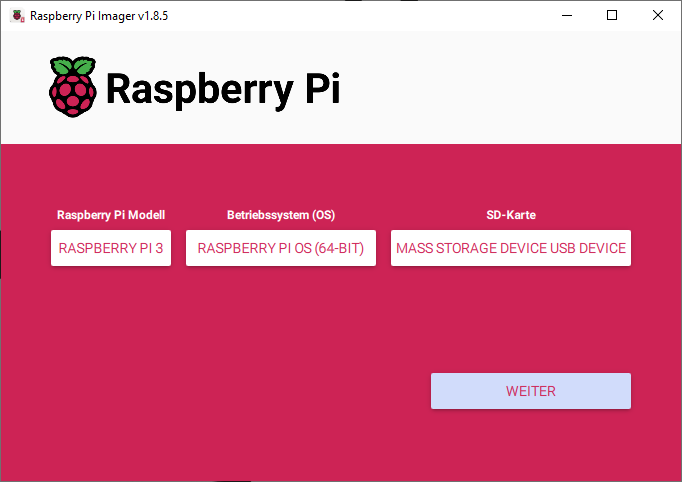 Raspberry Pi Imager v1.8.5
Raspberry Pi
Raspberry Pi Modell Betriebssystem (OS) SD-Karte
RASPBERRY PI 3 RASPBERRY PI OS (64-BIT) MASS STORAGE DEVICE USB DEVICE
WEITER